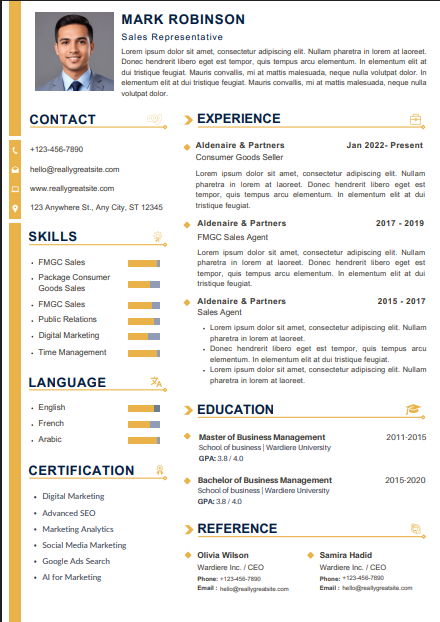 MARK ROBINSON
Sales Representative
Lorem ipsum dolor sit amet, consectetur adipiscing elit. Nullam pharetra in lorem at laoreet.
Donec hendrerit libero eget est tempor, quis tempus arcu elementum. In elementum elit at
dui tristique feugiat. Mauris convallis, mi at mattis malesuada, neque nulla volutpat dolor. In
elementum elit at dui tristique feugiat. Mauris convallis, mi at mattis malesuada, neque nulla
volutpat dolor.
CONTACT
+123-456-7890
hello@reallygreatsite.com
www.reallygreatsite.com
123 Anywhere St., Any City, ST 12345
SKILLS
FMGC Sales
Package Consumer
Goods Sales
FMGC Sales
Public Relations
Digital Marketing
Time Management
LANGUAGE
English
French
Arabic
CERTIFICATION
Digital Marketing
Advanced SEO
Marketing Analytics
Social Media Marketing
Google Ads Search
AI for Marketing
EXPERIENCE
Aldenaire & Partners Jan 2022- Present
Consumer Goods Seller
Lorem ipsum dolor sit amet, consectetur adipiscing elit. Nullam
pharetra in lorem at laoreet. Donec hendrerit libero eget est
tempor, quis tempus arcu elementum. In elementum elit at dui
tristique feugiat.
Aldenaire & Partners 2017 - 2019
FMGC Sales Agent
Lorem ipsum dolor sit amet, consectetur adipiscing elit. Nullam
pharetra in lorem at laoreet. Donec hendrerit libero eget est
tempor, quis tempus arcu elementum. In elementum elit at dui
tristique feugiat.
Aldenaire & Partners 2015 - 2017
Sales Agent
Lorem ipsum dolor sit amet, consectetur adipiscing elit. Nullam
pharetra in lorem at laoreet.
Donec hendrerit libero eget est tempor, quis tempus arcu
elementum. In elementum elit at dui tristique feugiat.
Lorem ipsum dolor sit amet, consectetur adipiscing elit. Nullam
pharetra in lorem at laoreet.
EDUCATION
Master of Business Management 2011-2015
School of business | Wardiere University
GPA: 3.8 / 4.0
Bachelor of Business Management 2015-2020
School of business | Wardiere University
GPA: 3.8 / 4.0
REFERENCE
Olivia Wilson
Wardiere Inc. / CEO
Phone: +123-456-7890
Email : hello@reallygreatsite.com
Samira Hadid
Wardiere Inc. / CEO
Phone: +123-456-7890
Email : hello@reallygreatsite.com